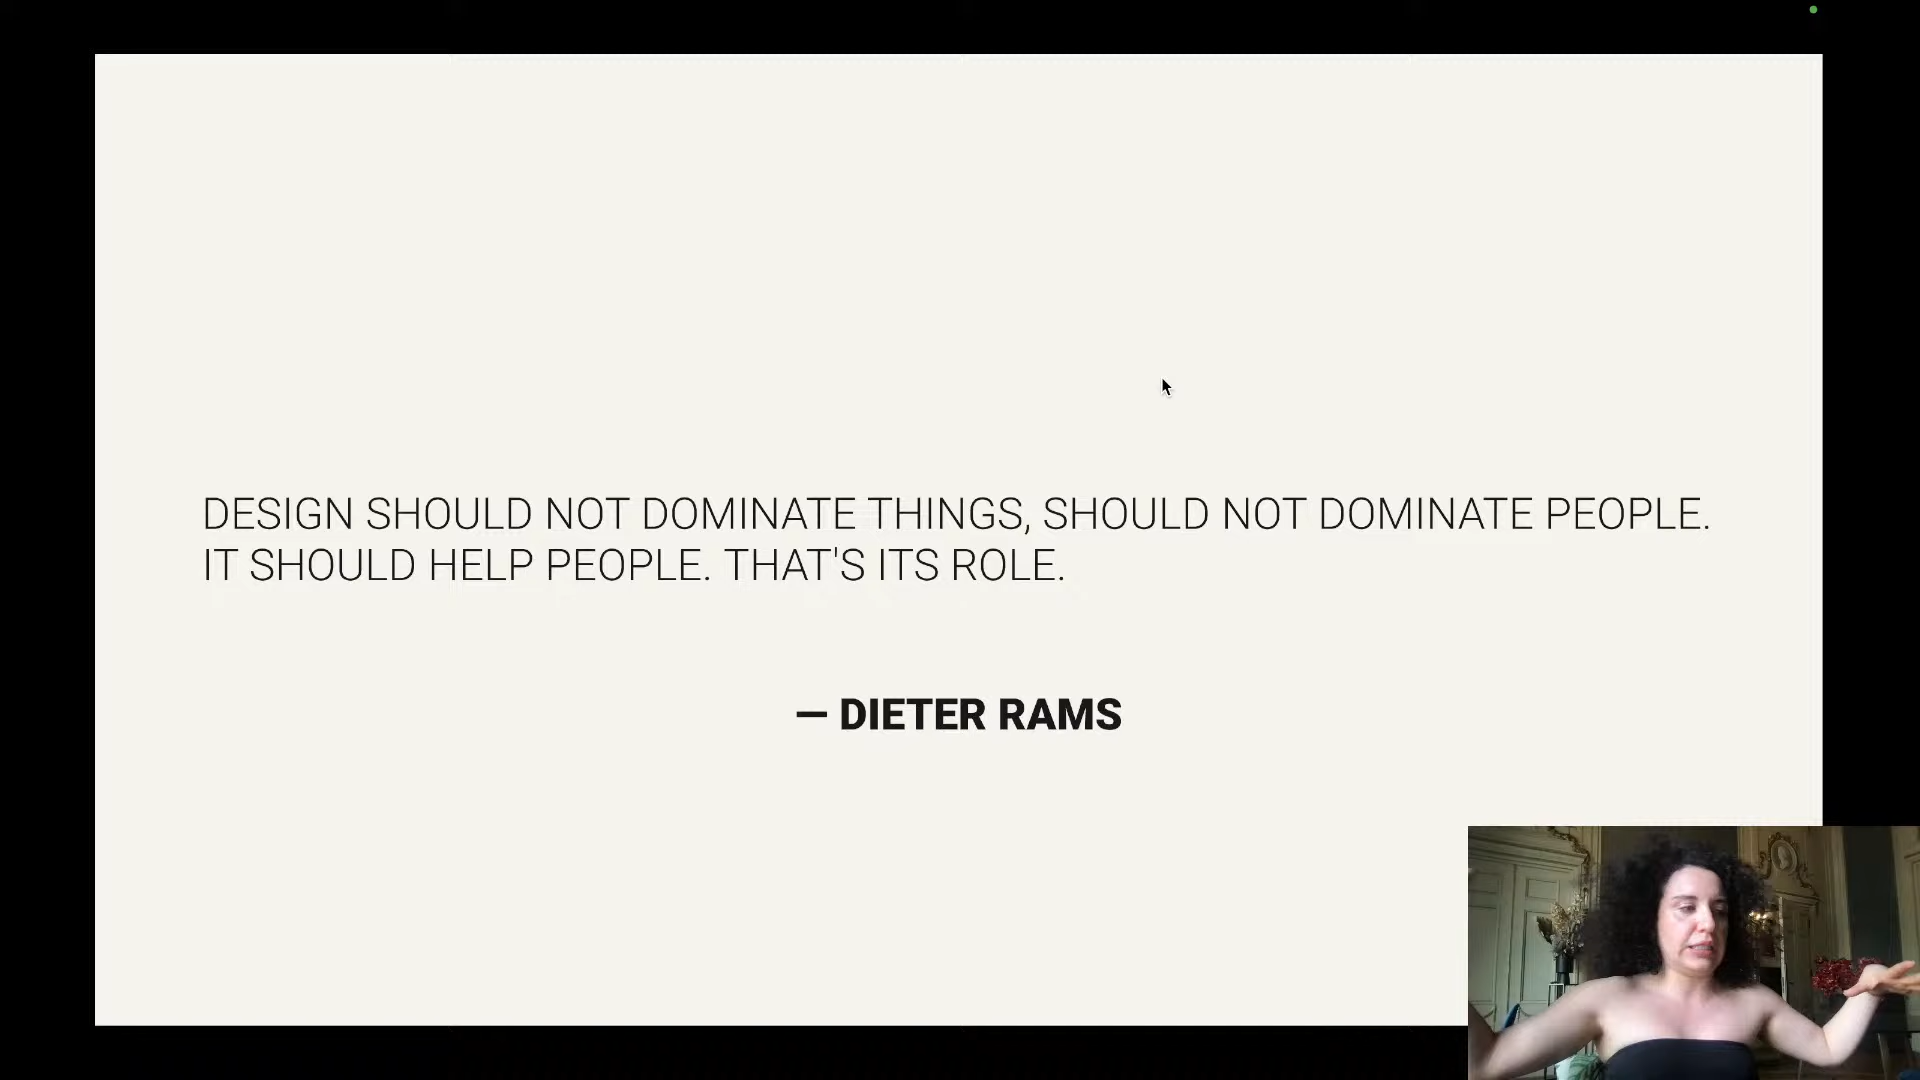 DESIGN SHOULD NOT DOMINATE THINGS, SHOULD NOT DOMINATE PEOPLE.
IT SHOULD HELP PEOPLE. THAT'S ITS ROLE.
— DIETER RAMS